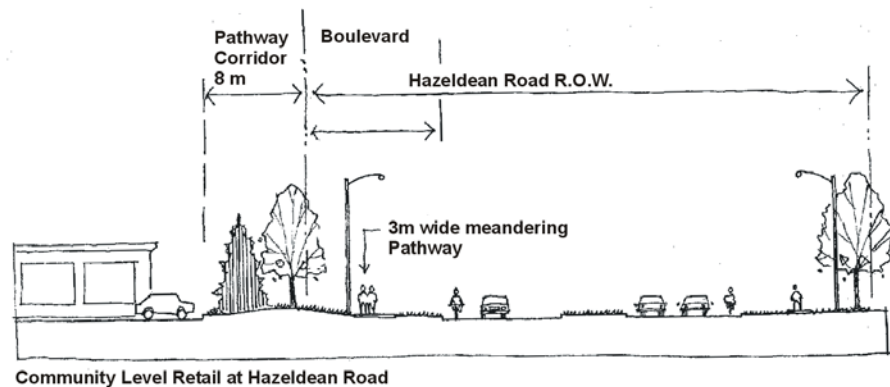 Pathway
Corridor
8 m
Boulevard
Hazeldean Road R.O.W.
3m wide meandering
Pathway
Community Level Retail at Hazeldean Road